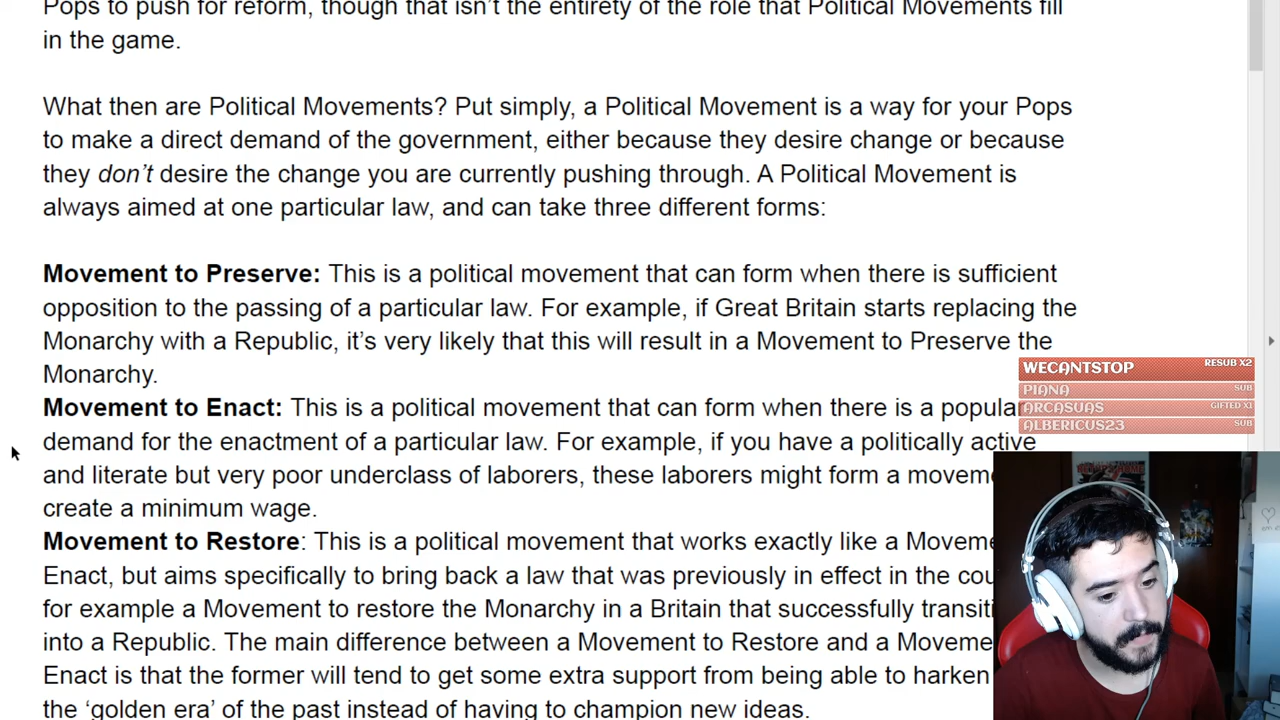 Pops to push for reform, though that isn't the entirety of the role that Political Movements fill
in the game.
What then are Political Movements? Put simply, a Political Movement is a way for your Pops
to make a direct demand of the government, either because they desire change or because
they don't desire the change you are currently pushing through. A Political Movement is
always aimed at one particular law, and can take three different forms:
Movement to Preserve: This is a political movement that can form when there is sufficient
opposition to the passing of a particular law. For example, if Great Britain starts replacing the
Monarchy with a Republic, it's very likely that this will result in a Movement to Preserve the
Monarchy.
Movement to Enact: This is a political movement that can form when there is a popular
demand for the enactment of a particular law. For example, if you have a politically active
and literate but very poor underclass of laborers, these laborers might form a moveme
create a minimum wage.
Movement to Restore: This is a political movement that works exactly like a Moveme
Enact, but aims specifically to bring back a law that was previously in effect in the cou
for example a Movement to restore the Monarchy in a Britain that successfully transiti
into a Republic. The main difference between a Movement to Restore and a Moveme
Enact is that the former will tend to get some extra support from being able to harken
the 'golden era' of the past instead of having to champion new ideas.
WECANTSTOP RESUB X2
PIANA SUB
ARCASUAS GIFTED X1
ALBERICUS23 SUB